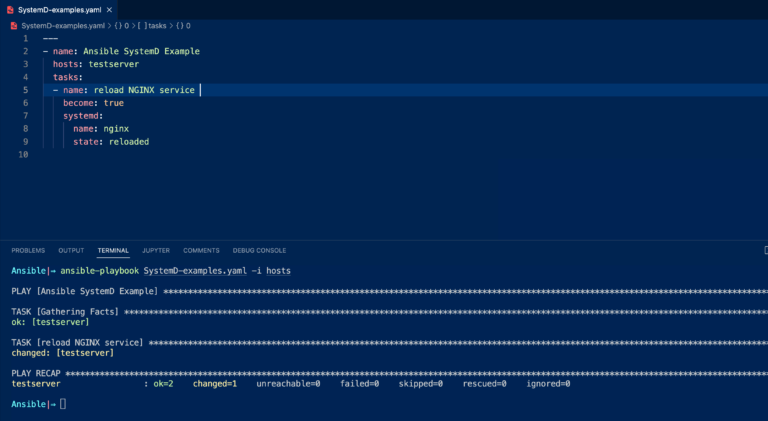 SystemD-examples.yaml ×
SystemD-examples.yaml > {} 0 > [ ] tasks > {} 0
1 ---
2 - name: Ansible SystemD Example
3 hosts: testserver
4 tasks:
5 - name: reload NGINX service
6 become: true
7 systemd:
8 name: nginx
9 state: reloaded
10
PROBLEMS OUTPUT TERMINAL JUPYTER COMMENTS DEBUG CONSOLE
Ansible|→ ansible-playbook SystemD-examples.yaml -i hosts
PLAY [Ansible SystemD Example] ****************************************************************************************************************************
TASK [Gathering Facts] ************************************************************************************************************************************
ok: [testserver]
TASK [reload NGINX service] *******************************************************************************************************************************
changed: [testserver]
PLAY RECAP ************************************************************************************************************************************************
testserver : ok=2 changed=1 unreachable=0 failed=0 skipped=0 rescued=0 ignored=0
Ansible|→